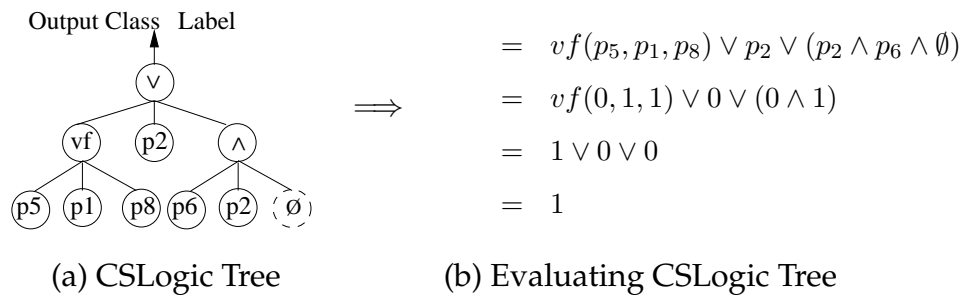 Output Class Label
∨
vf p2 ∧
p5 p1 p8 p6 p2 Ø
⟹
= vf(p₅, p₁, p₈) ∨ p₂ ∨ (p₂ ∧ p₆ ∧ ∅)
= vf(0, 1, 1) ∨ 0 ∨ (0 ∧ 1)
= 1 ∨ 0 ∨ 0
= 1
(a) CSLogic Tree
(b) Evaluating CSLogic Tree